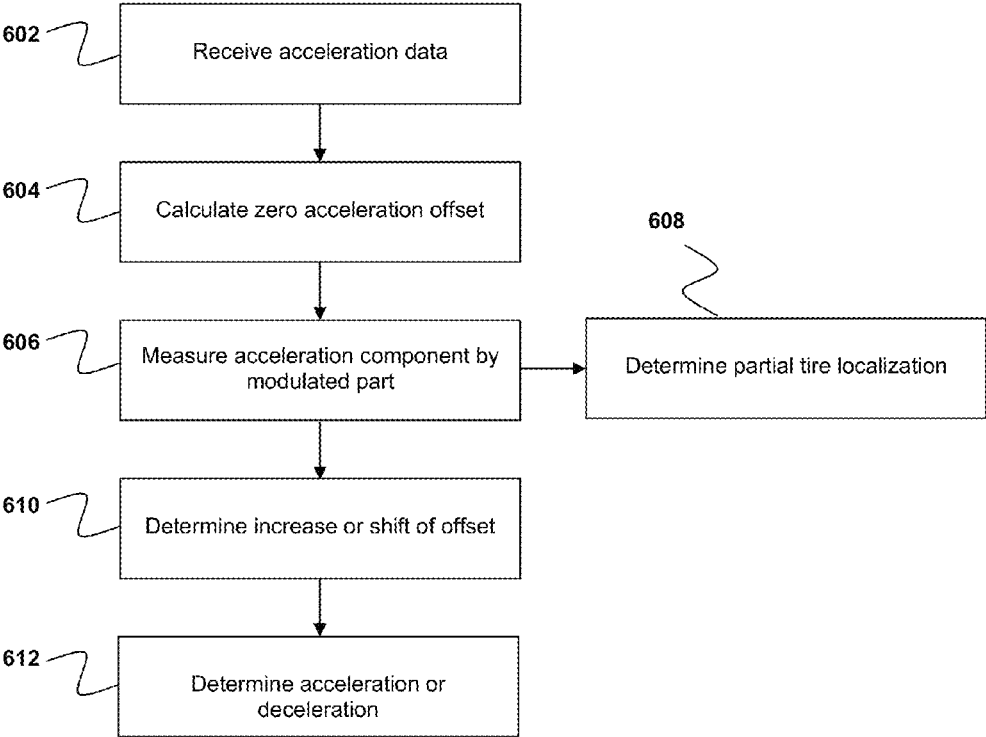 602
Receive acceleration data
604
Calculate zero acceleration offset
608
606
Measure acceleration component by
modulated part
Determine partial tire localization
610
Determine increase or shift of offset
612
Determine acceleration or
deceleration